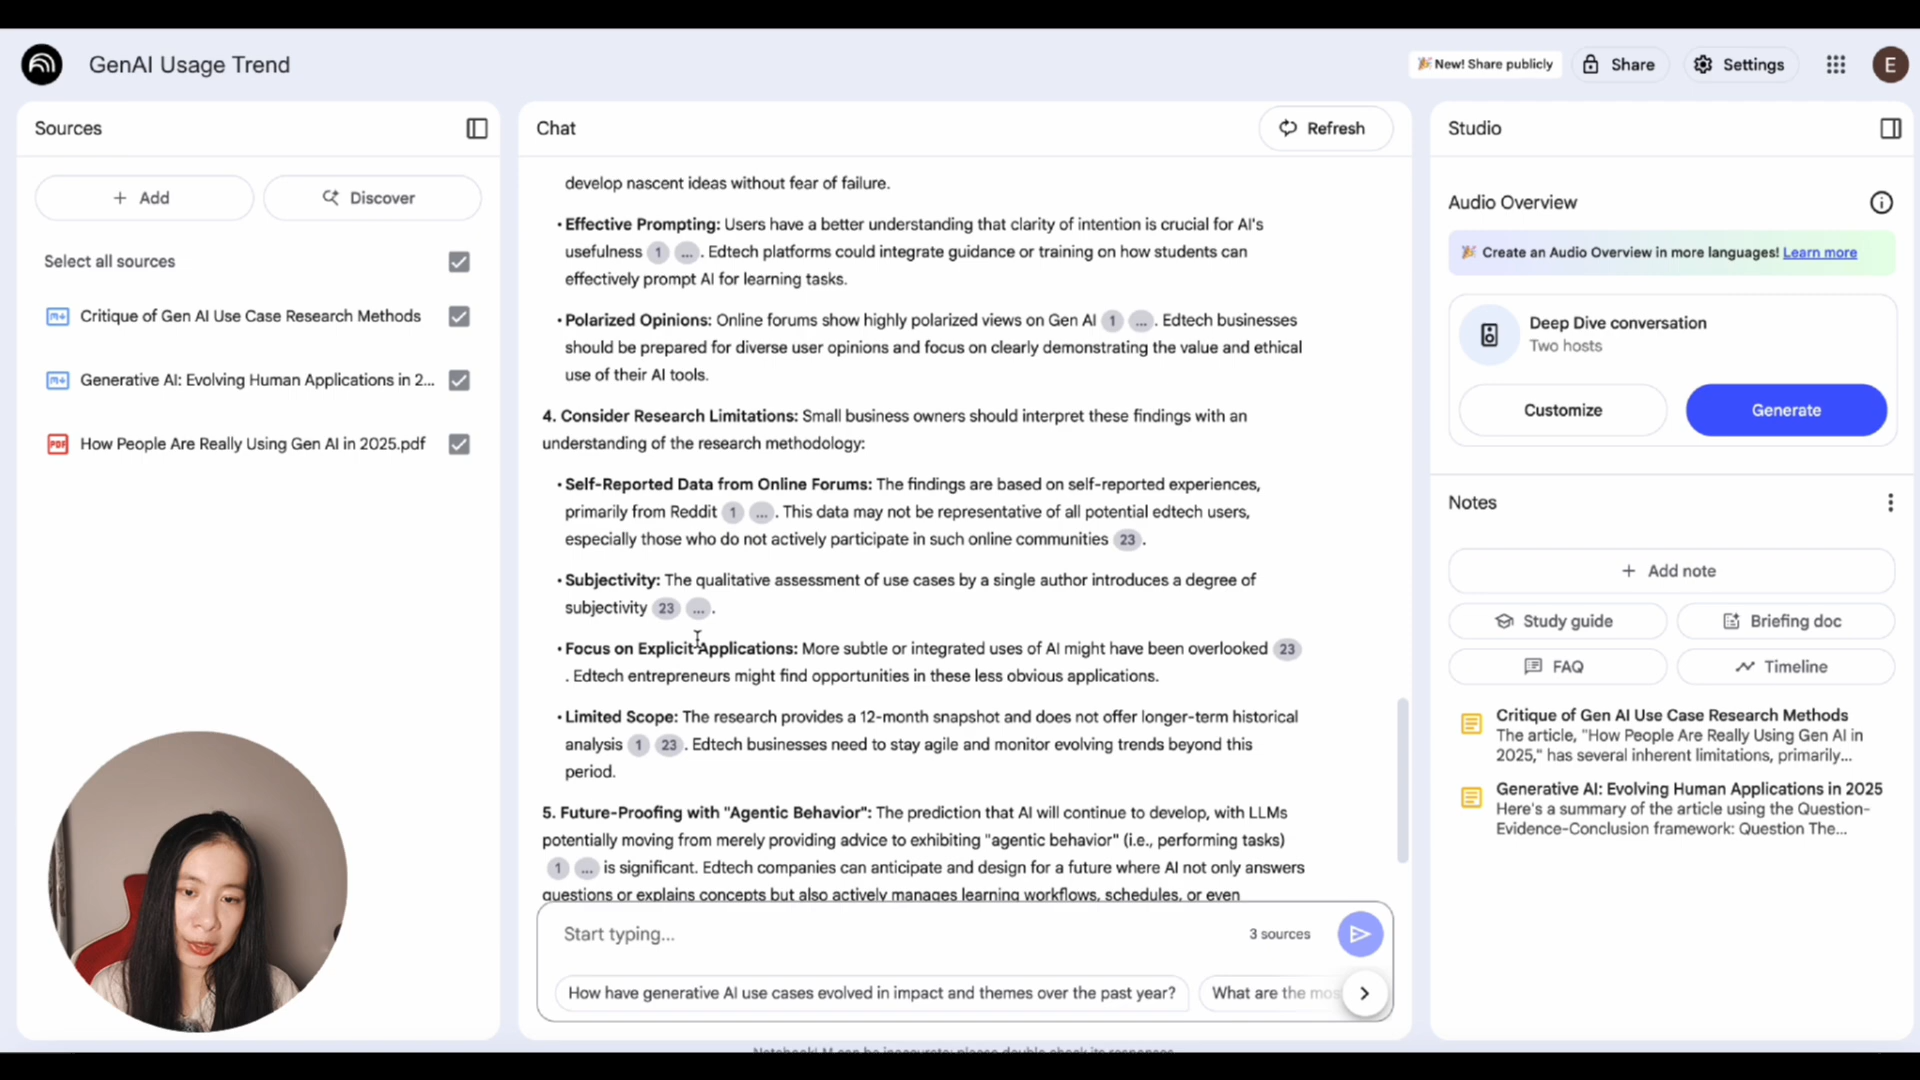 GenAI Usage Trend
New! Share publicly
Share
Settings
E
Sources
Add
Discover
Select all sources
Critique of Gen AI Use Case Research Methods
Generative AI: Evolving Human Applications in 2...
PDF
How People Are Really Using Gen AI in 2025.pdf
Chat
Refresh
develop nascent ideas without fear of failure.
• Effective Prompting: Users have a better understanding that clarity of intention is crucial for AI's
usefulness 1 ... . Edtech platforms could integrate guidance or training on how students can
effectively prompt AI for learning tasks.
• Polarized Opinions: Online forums show highly polarized views on Gen AI 1 ... . Edtech businesses
should be prepared for diverse user opinions and focus on clearly demonstrating the value and ethical
use of their AI tools.
4. Consider Research Limitations: Small business owners should interpret these findings with an
understanding of the research methodology:
• Self-Reported Data from Online Forums: The findings are based on self-reported experiences,
primarily from Reddit 1 ... . This data may not be representative of all potential edtech users,
especially those who do not actively participate in such online communities 23 .
• Subjectivity: The qualitative assessment of use cases by a single author introduces a degree of
subjectivity 23 ... .
• Focus on Explicit Applications: More subtle or integrated uses of AI might have been overlooked 23
. Edtech entrepreneurs might find opportunities in these less obvious applications.
• Limited Scope: The research provides a 12-month snapshot and does not offer longer-term historical
analysis 1 23 . Edtech businesses need to stay agile and monitor evolving trends beyond this
period.
5. Future-Proofing with "Agentic Behavior": The prediction that AI will continue to develop, with LLMs
potentially moving from merely providing advice to exhibiting "agentic behavior" (i.e., performing tasks)
1 ... is significant. Edtech companies can anticipate and design for a future where AI not only answers
questions or explains concepts but also actively manages learning workflows, schedules, or even
Start typing...
3 sources
How have generative AI use cases evolved in impact and themes over the past year?
What are the mos
NotebookLM can be inaccurate; please double check its responses.
Studio
Audio Overview
Create an Audio Overview in more languages! Learn more
Deep Dive conversation
Two hosts
Customize
Generate
Notes
Add note
Study guide
Briefing doc
FAQ
Timeline
Critique of Gen AI Use Case Research Methods
The article, "How People Are Really Using Gen AI in
2025," has several inherent limitations, primarily...
Generative AI: Evolving Human Applications in 2025
Here's a summary of the article using the Question-
Evidence-Conclusion framework: Question The...